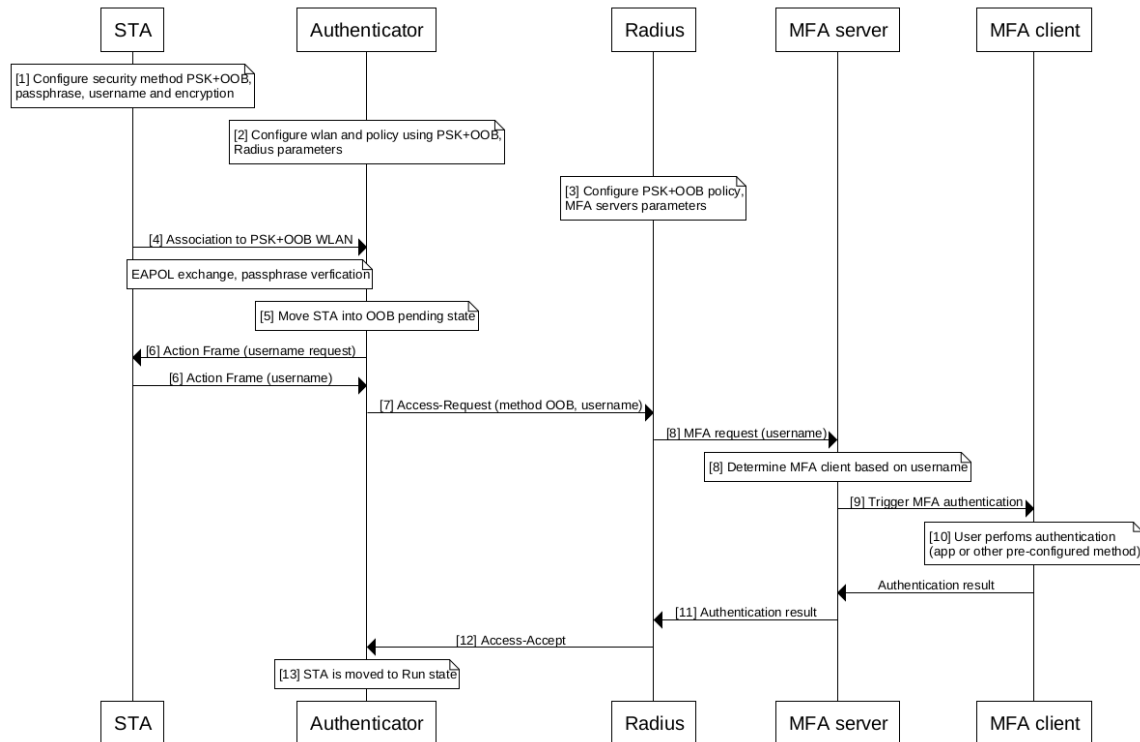 STA
Authenticator
Radius
MFA server
MFA client
[1] Configure security method PSK+OOB,
passphrase, username and encryption
[2] Configure wlan and policy using PSK+OOB,
Radius parameters
[3] Configure PSK+OOB policy,
MFA servers parameters
[4] Association to PSK+OOB WLAN
EAPOL exchange, passphrase verfication
[5] Move STA into OOB pending state
[6] Action Frame (username request)
[6] Action Frame (username)
[7] Access-Request (method OOB, username)
[8] MFA request (username)
[8] Determine MFA client based on username
[9] Trigger MFA authentication
[10] User perfoms authentication
(app or other pre-configured method)
Authentication result
[11] Authentication result
[12] Access-Accept
[13] STA is moved to Run state
STA
Authenticator
Radius
MFA server
MFA client